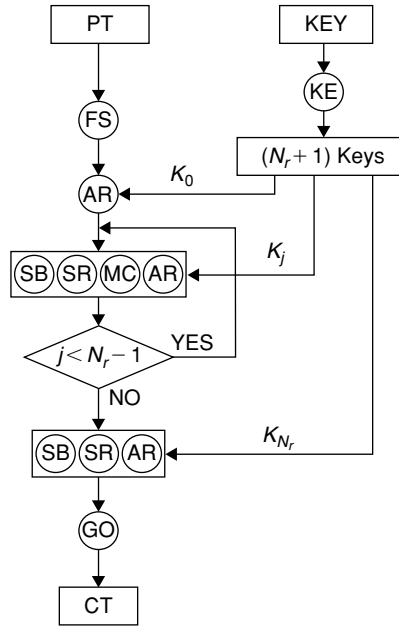 PT
KEY
KE
FS
(Nr + 1) Keys
K0
AR
Kj
SB SR MC AR
j < Nr − 1
YES
NO
KNr
SB SR AR
GO
CT